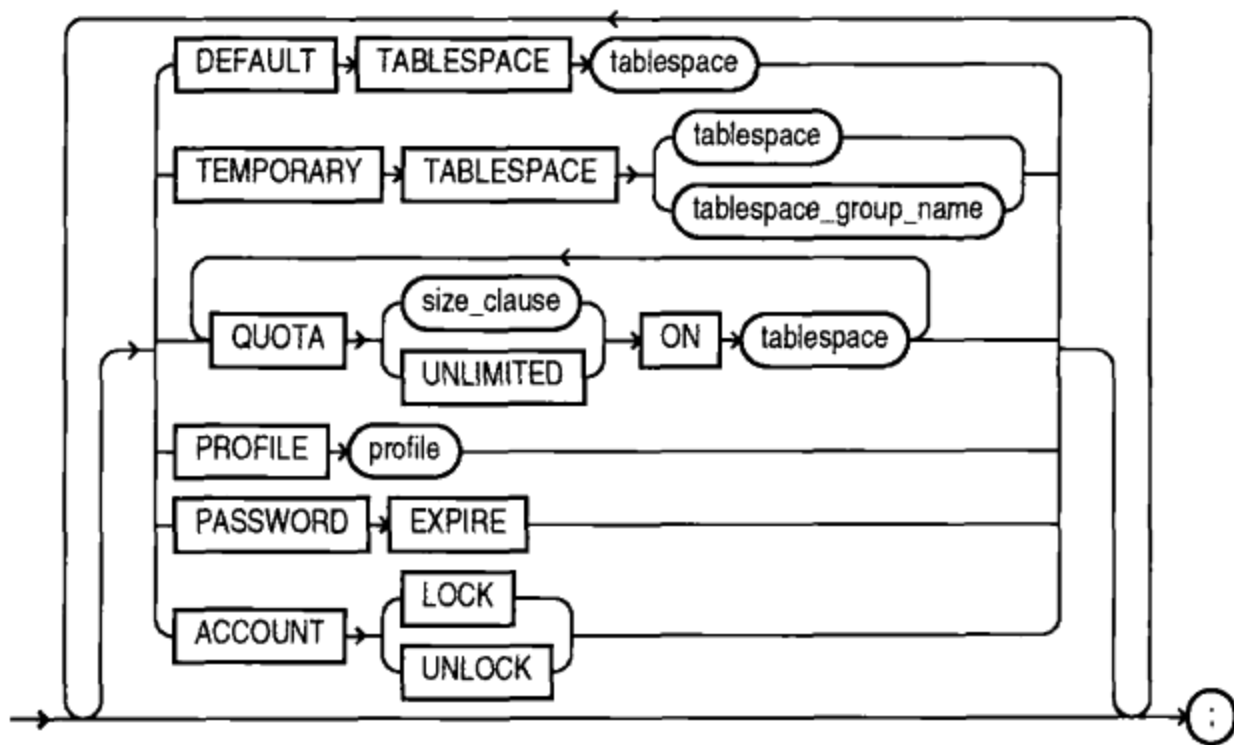 DEFAULT TABLESPACE tablespace
tablespace
TEMPORARY TABLESPACE
tablespace_group_name
size_clause
QUOTA ON tablespace
UNLIMITED
PROFILE profile
PASSWORD EXPIRE
LOCK
ACCOUNT
UNLOCK
;